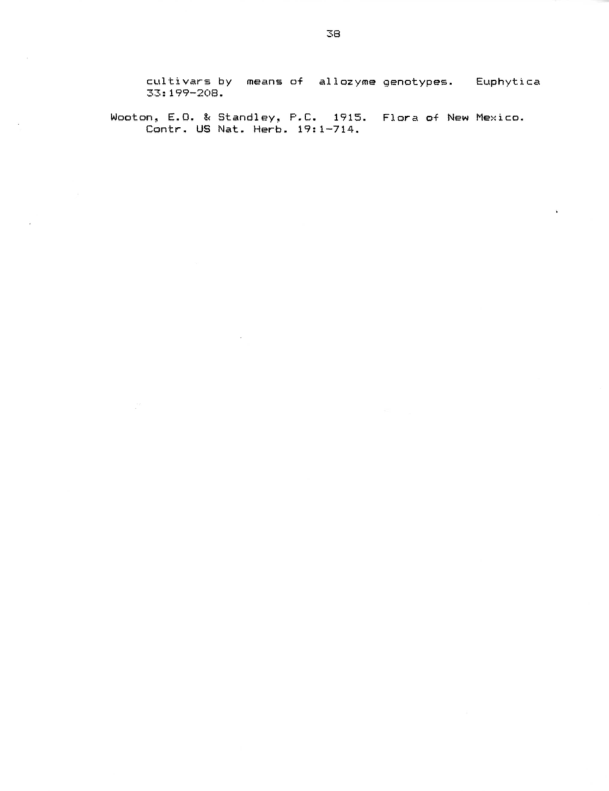 38
cultivars by means of allozyme genotypes. Euphytica
33:199-208.
Wooton, E.O. & Standley, P.C. 1915. Flora of New Mexico.
Contr. US Nat. Herb. 19:1-714.